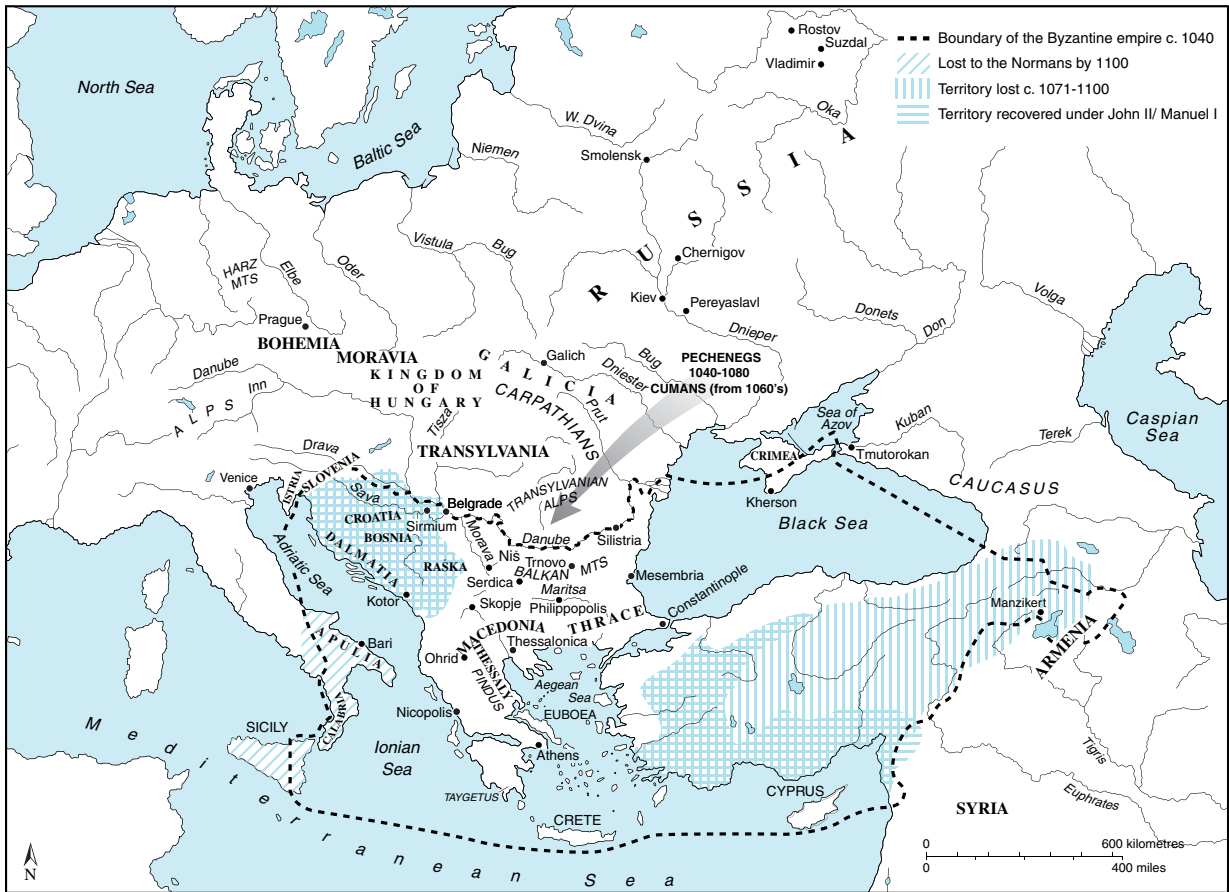 Boundary of the Byzantine empire c. 1040
Lost to the Normans by 1100
Territory lost c. 1071-1100
Territory recovered under John II/ Manuel I
Rostov
Suzdal
Vladimir
North Sea
Baltic Sea
W. Dvina
Oka
Niemen
Smolensk
RUSSIA
Vistula
Bug
Chernigov
HARZ
MTS
Elbe
Oder
Kiev
Pereyaslavl
Volga
Donets
Don
Dnieper
Prague
BOHEMIA
MORAVIA
GALICIA
Galich
Bug
Dniester
PECHENEGS
1040-1080
CUMANS (from 1060's)
Danube
Inn
ALPS
KINGDOM
OF
HUNGARY
CARPATHIANS
Prut
Tisza
Sea of
Azov
Kuban
Caspian
Sea
Drava
TRANSYLVANIA
CRIMEA
Tmutorokan
Terek
Venice
ISTRIA
SLOVENIA
Sava
Belgrade
TRANSYLVANIAN
ALPS
Kherson
CAUCASUS
CROATIA
Sirmium
BOSNIA
Morava
Danube
Silistria
Black Sea
Adriatic Sea
DALMATIA
RAŠKA
Niš
Trnovo
BALKAN MTS
Serdica
Mesembria
Maritsa
Kotor
Skopje
Philippopolis
Constantinople
Manzikert
APULIA
Bari
MACEDONIA
THRACE
Thessalonica
ARMENIA
Ohrid
THESSALY
PINDUS
Aegean
Sea
CALABRIA
Nicopolis
EUBOEA
SICILY
Ionian
Sea
Athens
Tigris
TAYGETUS
CYPRUS
SYRIA
Euphrates
CRETE
Mediterranean Sea
N
0 600 kilometres
0 400 miles